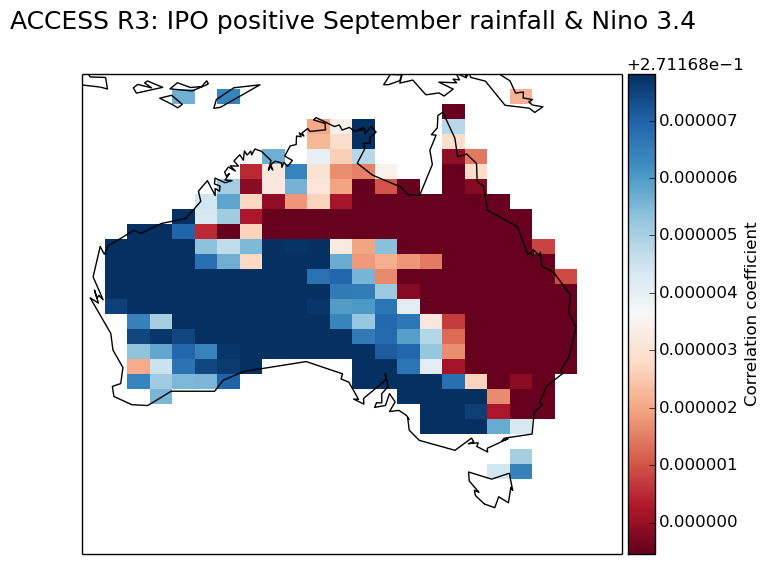 ACCESS R3: IPO positive September rainfall & Nino 3.4
+2.71168e−1
0.000007
0.000006
0.000005
0.000004
0.000003
0.000002
0.000001
0.000000
Correlation coefficient